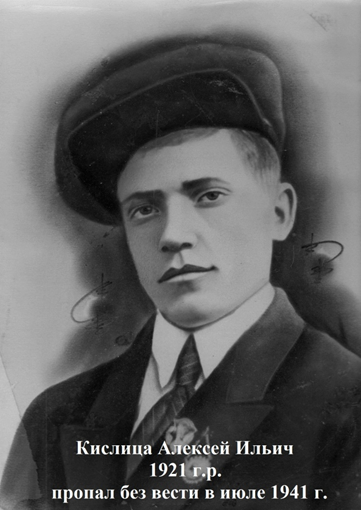 Кислица Алексей Ильич
1921 г.р.
пропал без вести в июле 1941 г.